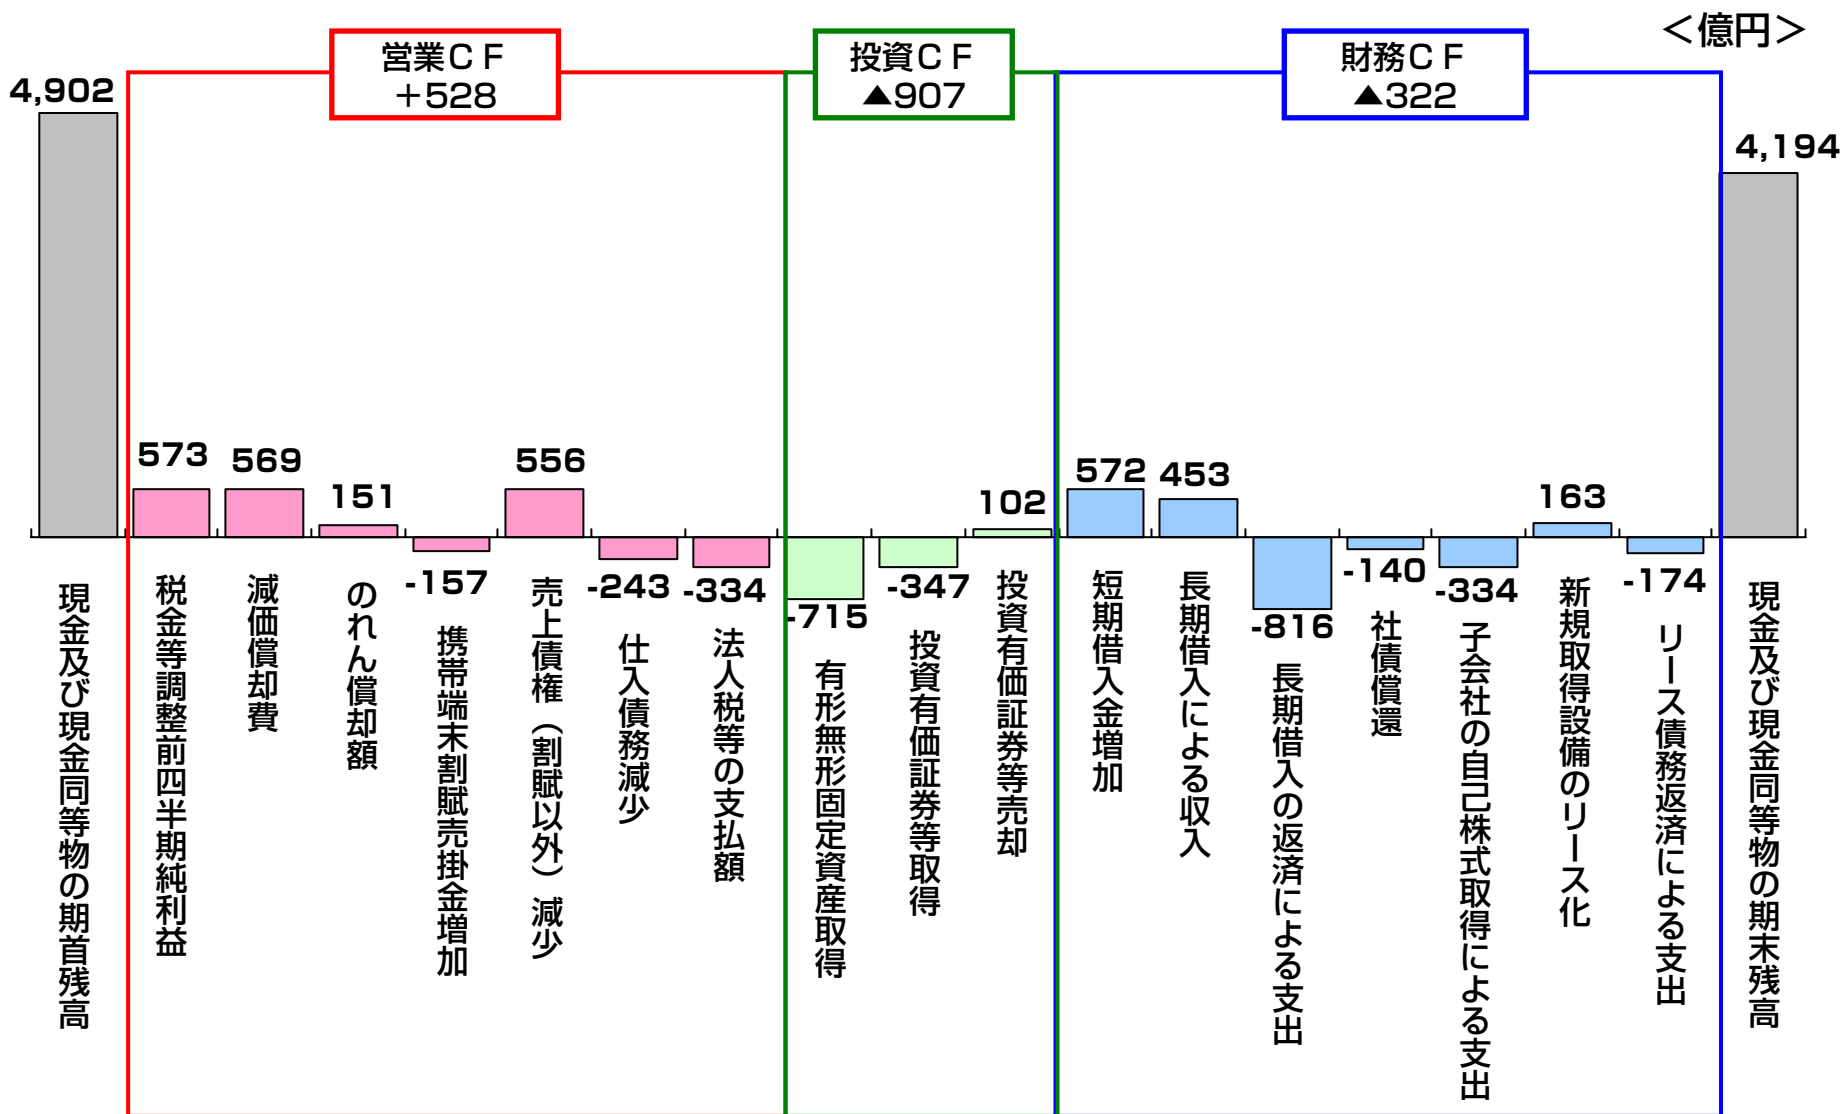 ＜億円＞
営業ＣＦ
＋528
投資ＣＦ
▲907
財務ＣＦ
▲322
4,902
573
569
151
-157
556
-243
-334
-715
-347
102
572
453
-816
-140
-334
163
-174
4,194
現金及び現金同等物の期首残高
税金等調整前四半期純利益
減価償却費
のれん償却額
携帯端末割賦売掛金増加
売上債権（割賦以外）減少
仕入債務減少
法人税等の支払額
有形無形固定資産取得
投資有価証券等取得
投資有価証券等売却
短期借入金増加
長期借入による収入
長期借入の返済による支出
社債償還
子会社の自己株式取得による支出
新規取得設備のリース化
リース債務返済による支出
現金及び現金同等物の期末残高